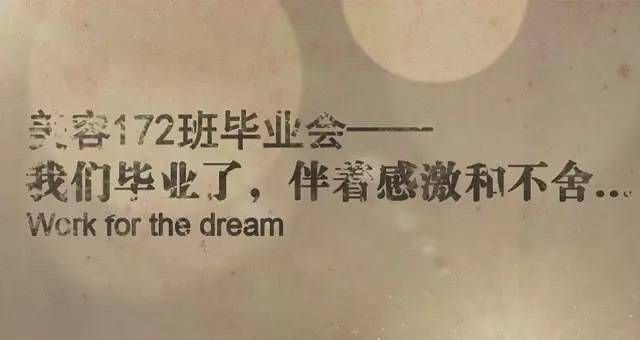 美容172班毕业会——
我们毕业了，伴着感激和不舍...
Work for the dream